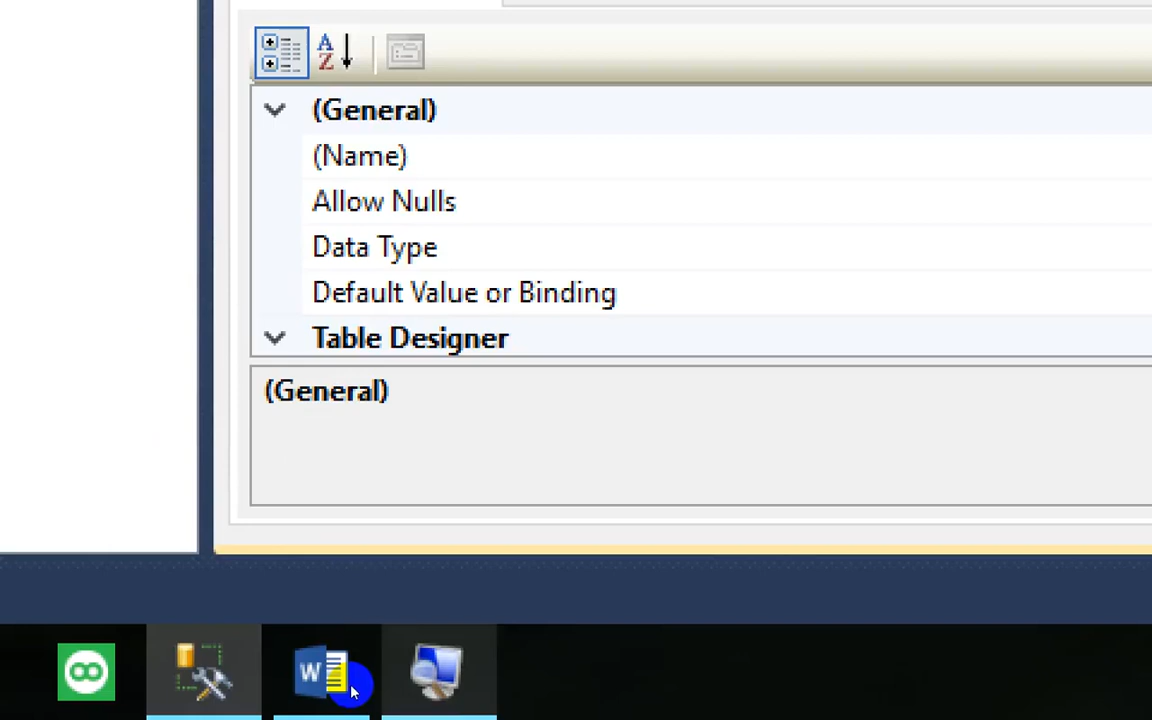 A
Z
(General)
(Name)
Allow Nulls
Data Type
Default Value or Binding
Table Designer
(General)
W